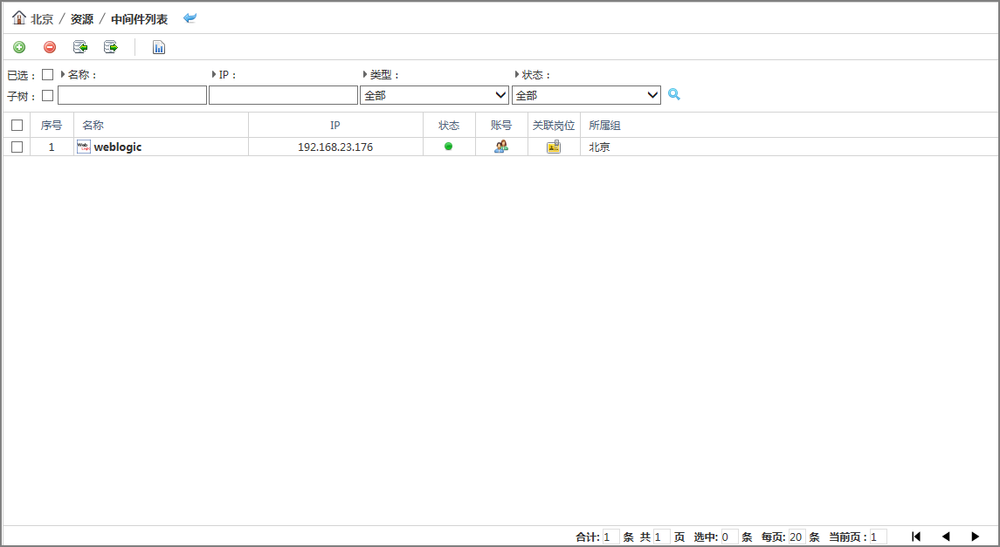 北京 / 资源 / 中间件列表
已选： 名称： IP： 类型： 状态：
子树： 全部 全部
序号 名称 IP 状态 账号 关联岗位 所属组
1 weblogic 192.168.23.176 北京
合计: 1 条 共 1 页 选中: 0 条 每页: 20 条 当前页： 1